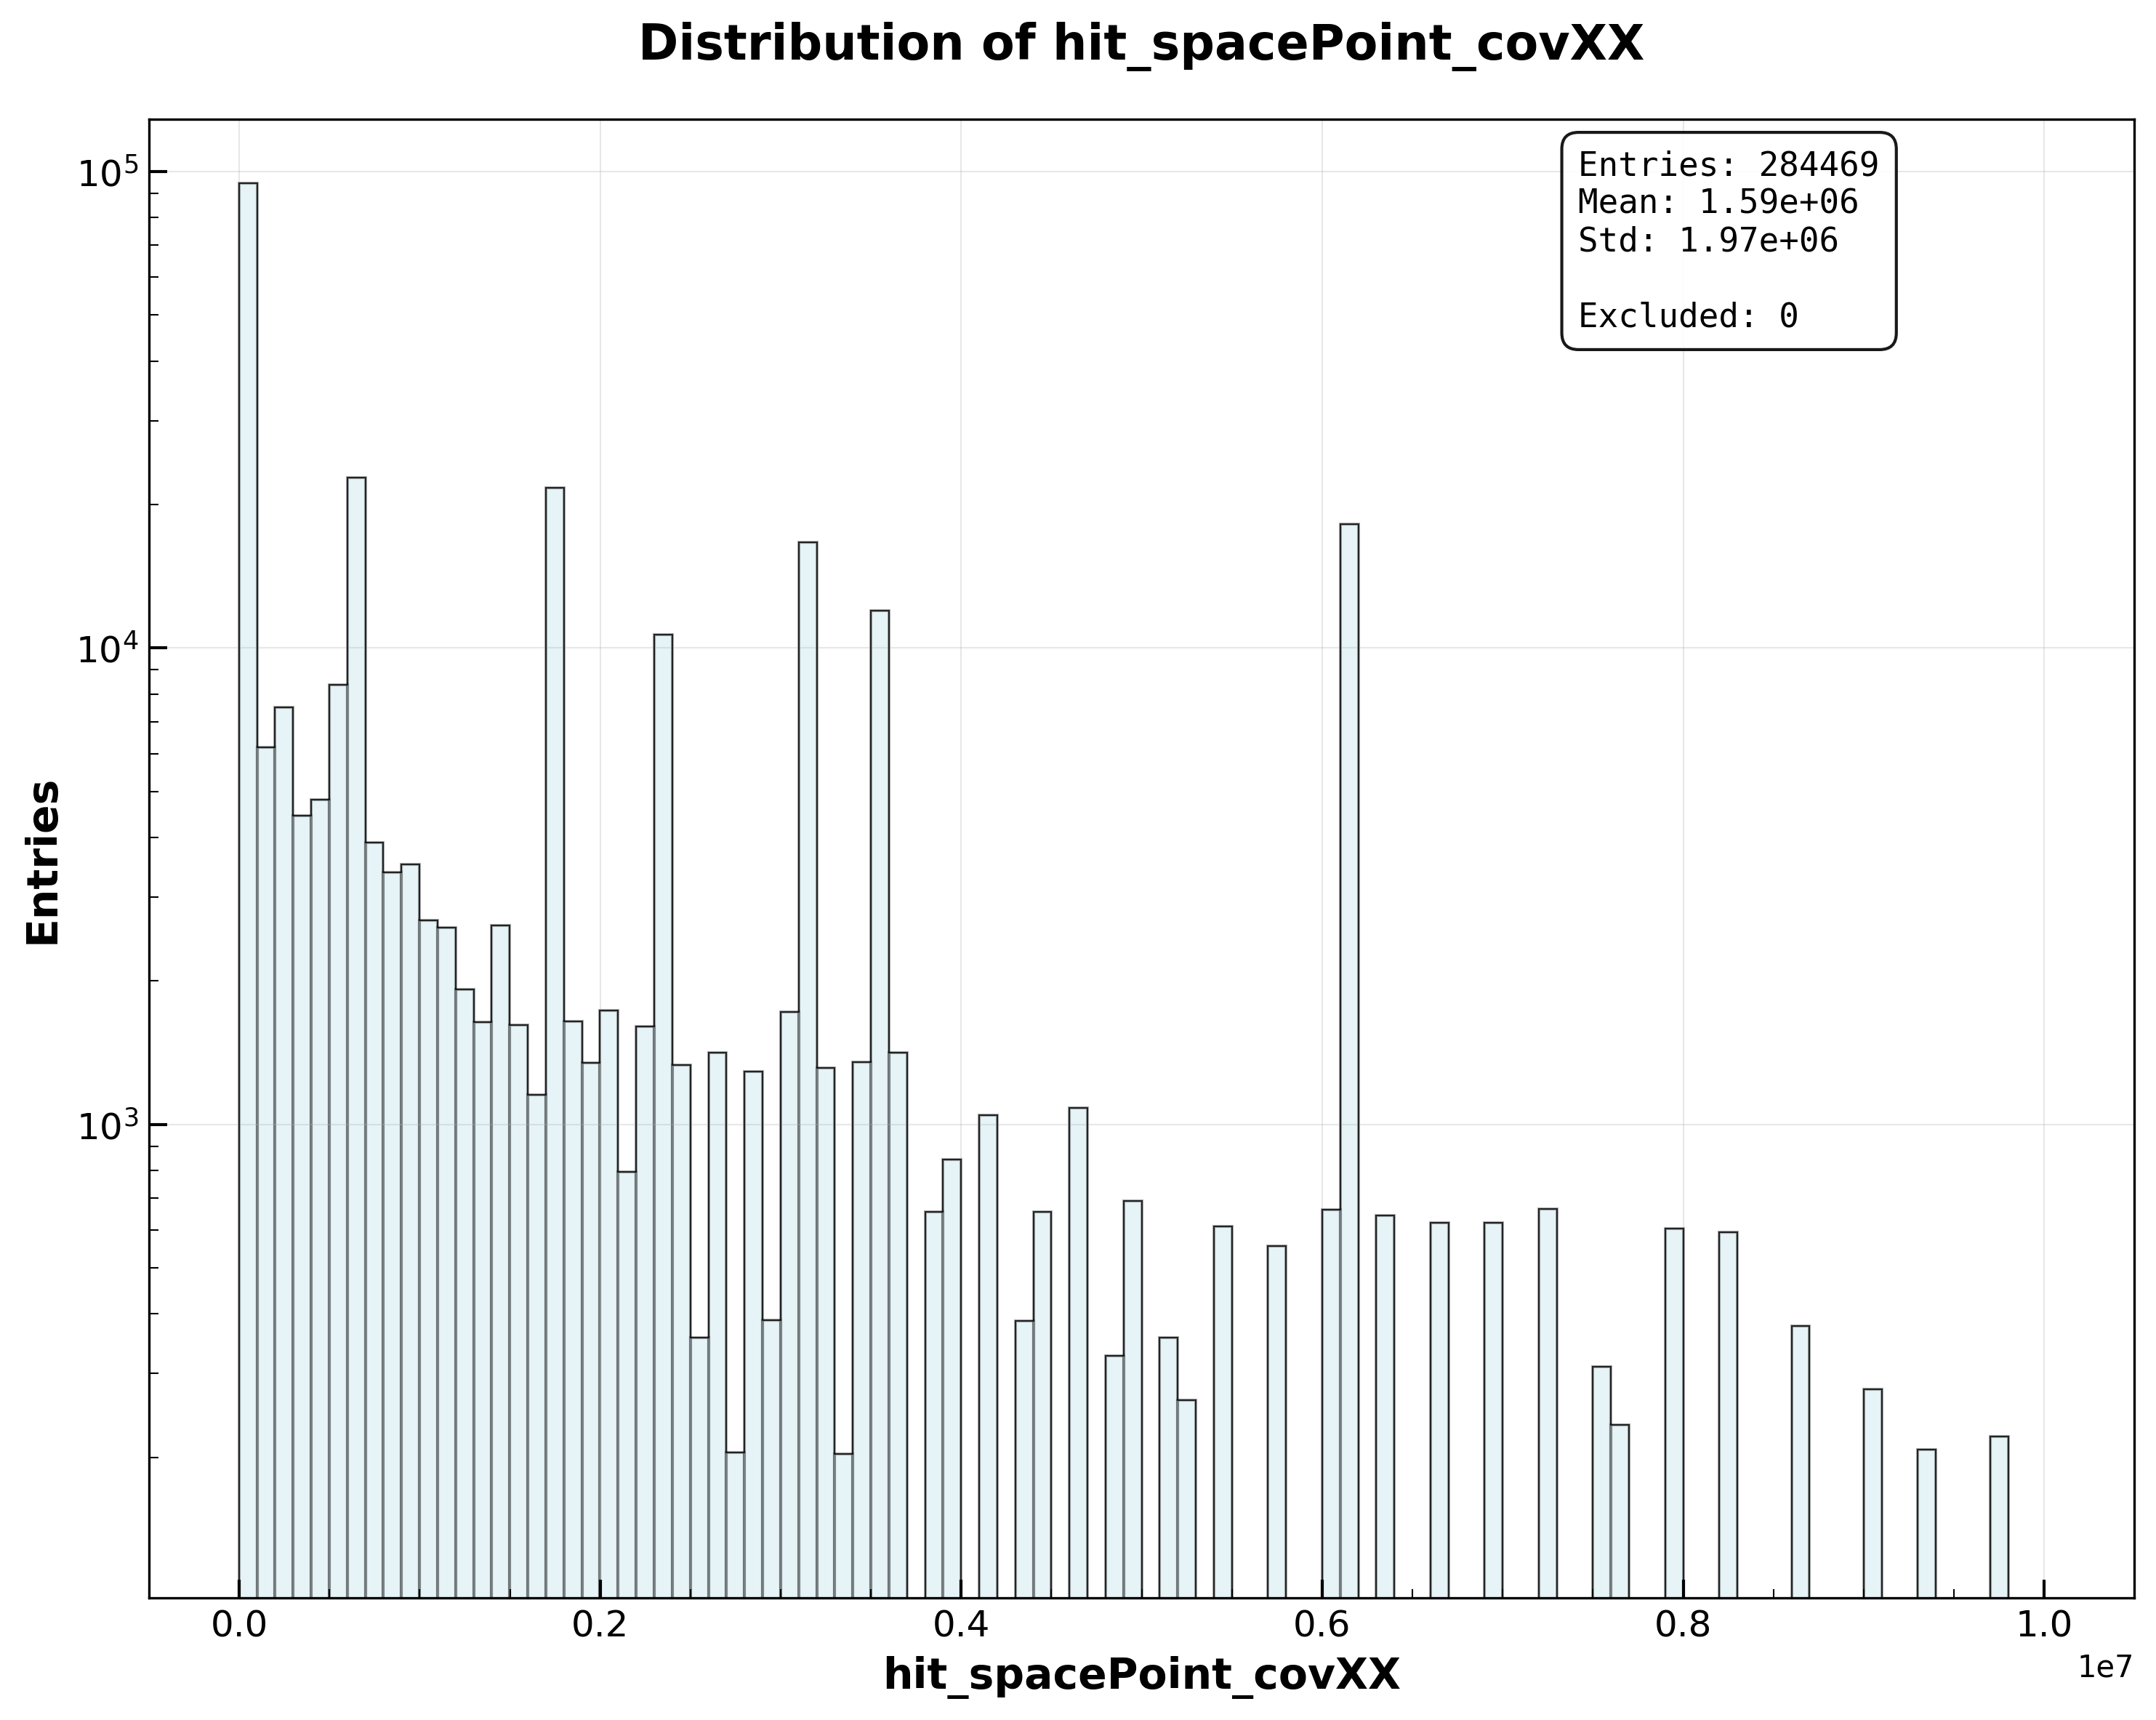 Distribution of hit_spacePoint_covXX
Entries: 284469
Mean: 1.59e+06
Std: 1.97e+06
Excluded: 0
10^5
10^4
10^3
Entries
0.0 0.2 0.4 0.6 0.8 1.0
1e7
hit_spacePoint_covXX